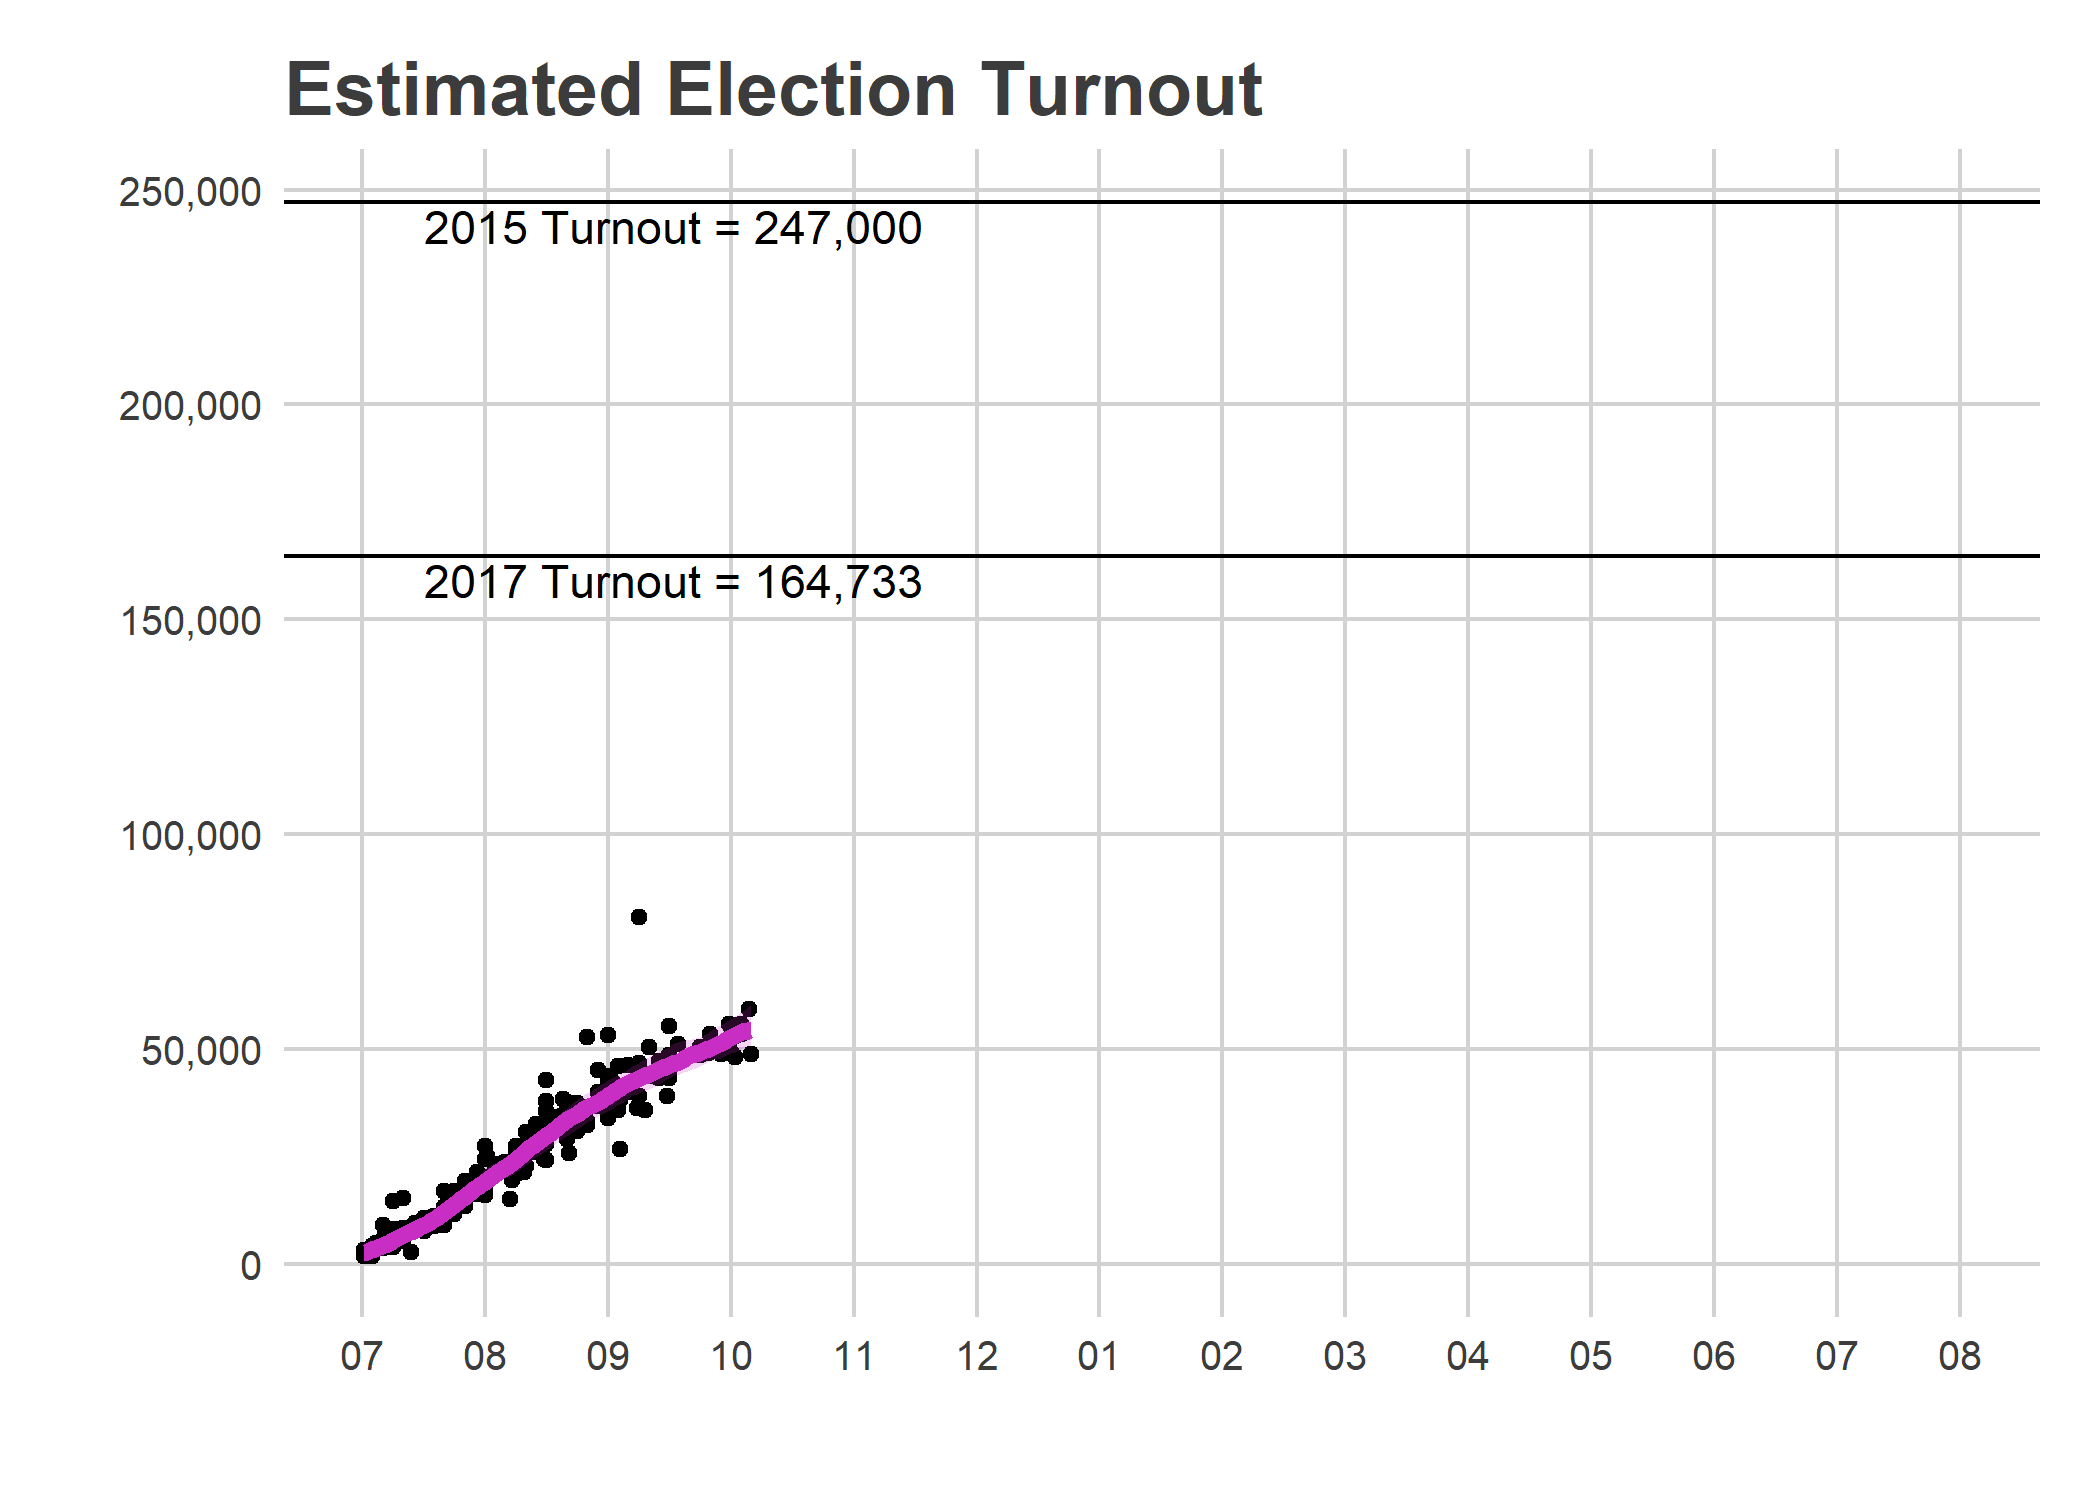 Estimated Election Turnout
250,000
2015 Turnout = 247,000
200,000
2017 Turnout = 164,733
150,000
100,000
50,000
0
07 08 09 10 11 12 01 02 03 04 05 06 07 08